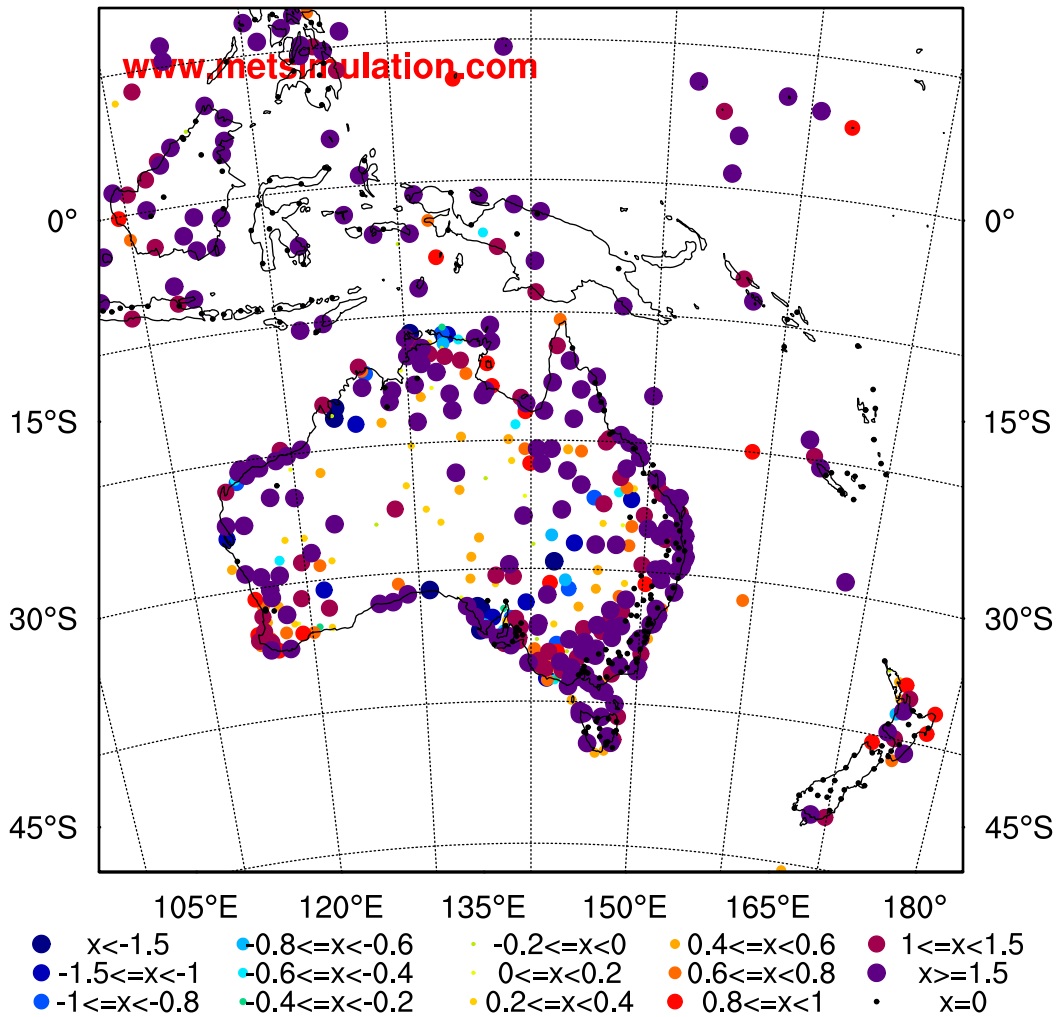 www.metsimulation.com
0° 0°
15°S 15°S
30°S 30°S
45°S 45°S
105°E 120°E 135°E 150°E 165°E 180°
x<-1.5 -0.8<=x<-0.6 -0.2<=x<0 0.4<=x<0.6 1<=x<1.5
-1.5<=x<-1 -0.6<=x<-0.4 0<=x<0.2 0.6<=x<0.8 x>=1.5
-1<=x<-0.8 -0.4<=x<-0.2 0.2<=x<0.4 0.8<=x<1 x=0